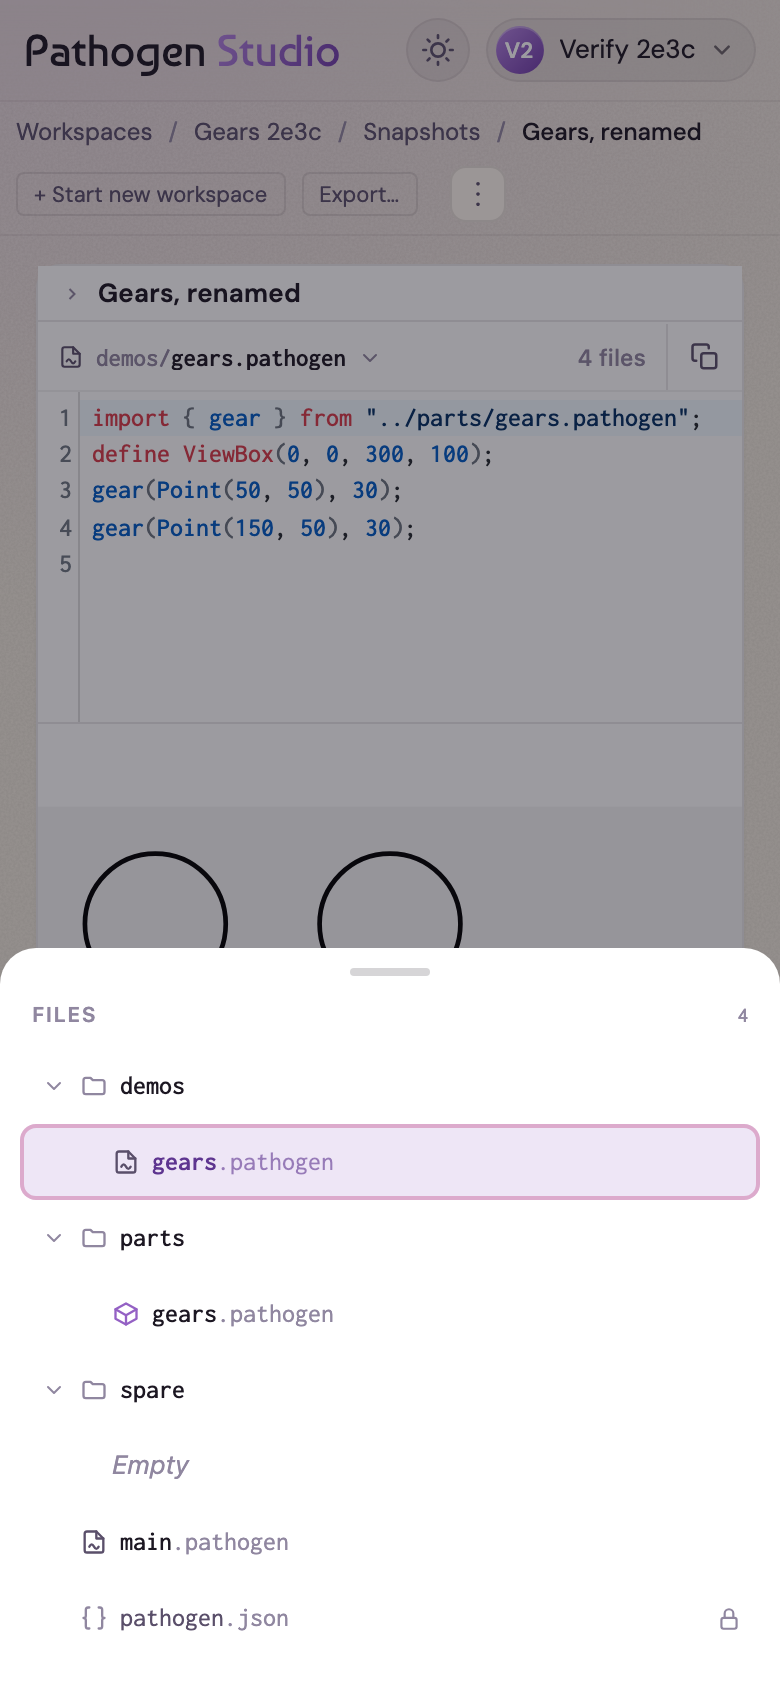 Pathogen Studio
V2 Verify 2e3c
Workspaces / Gears 2e3c / Snapshots / Gears, renamed
+ Start new workspace Export...
Gears, renamed
demos/gears.pathogen 4 files
1 import { gear } from "../parts/gears.pathogen";
2 define ViewBox(0, 0, 300, 100);
3 gear(Point(50, 50), 30);
4 gear(Point(150, 50), 30);
5
FILES 4
demos
gears.pathogen
parts
gears.pathogen
spare
Empty
main.pathogen
{} pathogen.json